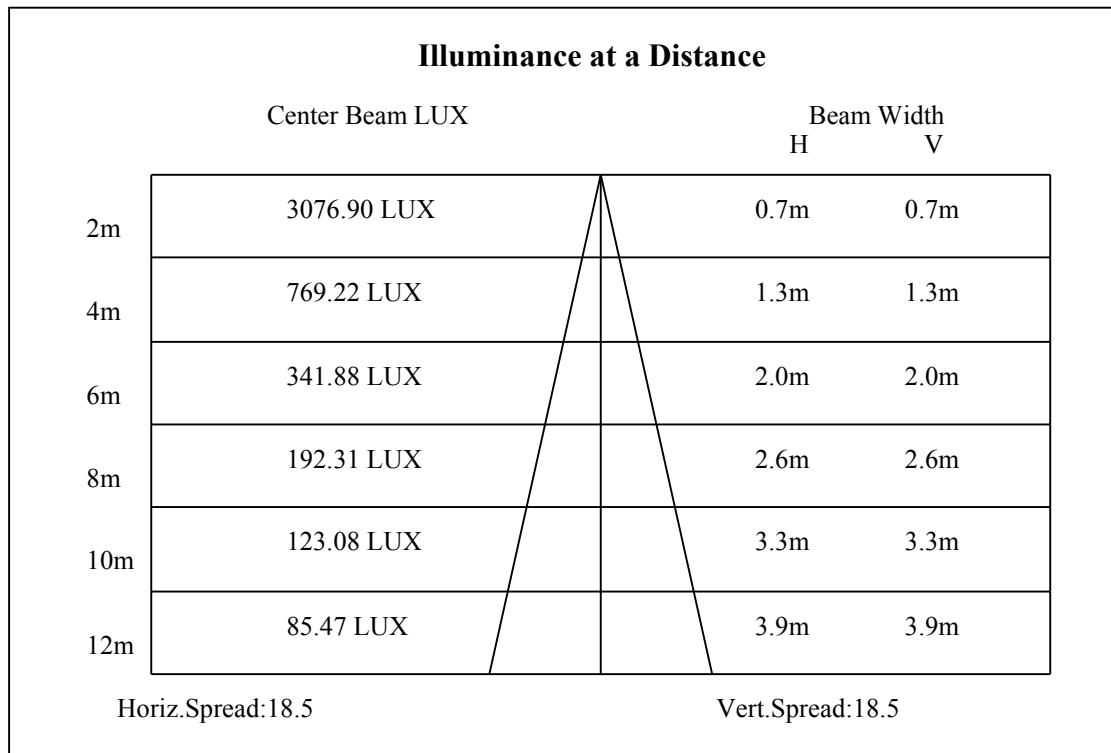 Illuminance at a Distance
Center Beam LUX Beam Width
H V
2m 3076.90 LUX 0.7m 0.7m
4m 769.22 LUX 1.3m 1.3m
6m 341.88 LUX 2.0m 2.0m
8m 192.31 LUX 2.6m 2.6m
10m 123.08 LUX 3.3m 3.3m
12m 85.47 LUX 3.9m 3.9m
Horiz.Spread:18.5 Vert.Spread:18.5